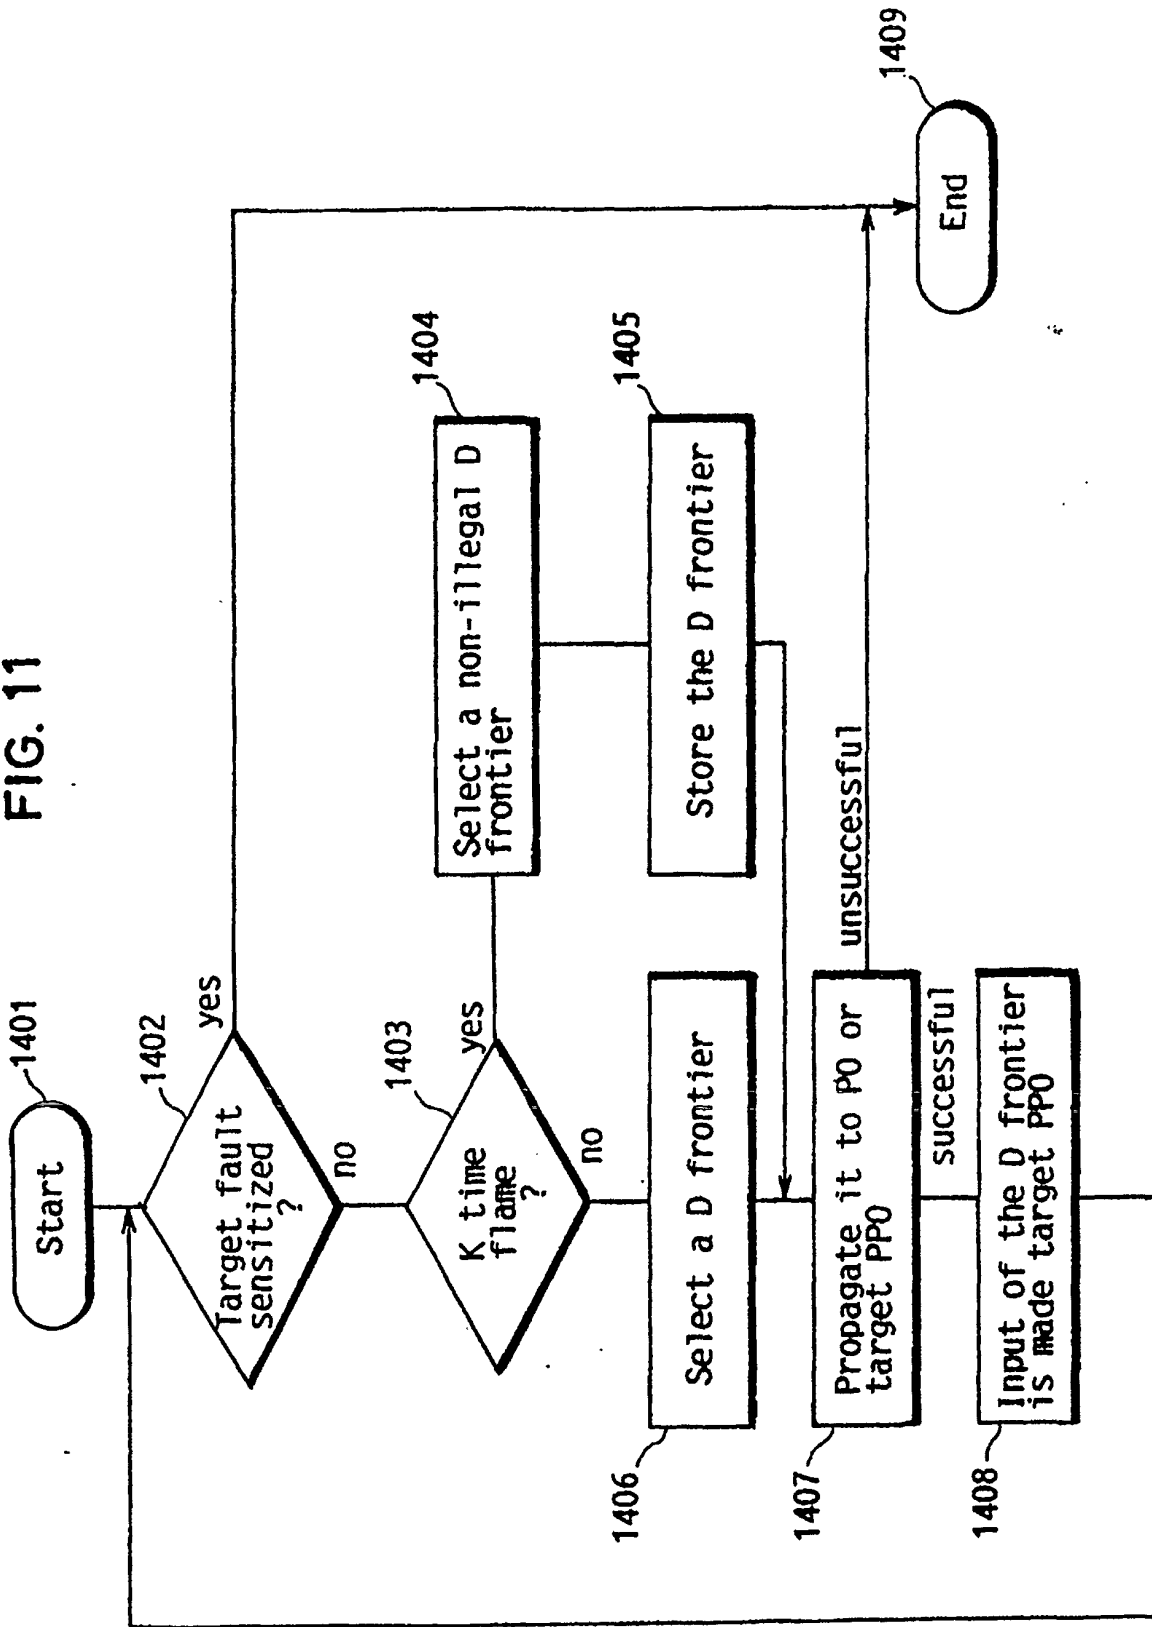 FIG. 11
1401
Start
1402
Target fault
sensitized
?
yes
no
1403
K time
flame
?
yes
no
1404
Select a non-illegal D
frontier
1405
Store the D frontier
1406
Select a D frontier
1407
Propagate it to PO or
target PPO
unsuccessful
successful
1408
Input of the D frontier
is made target PPO
1409
End